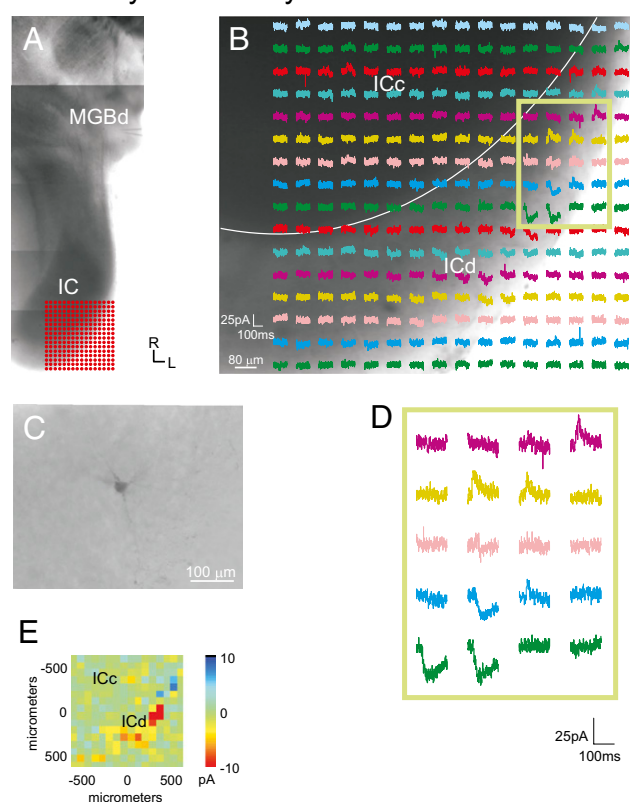 A
MGBd
IC
R
L
B
ICc
ICd
25pA
100ms
80 µm
C
100 µm
D
25pA
100ms
E
ICc
ICd
micrometers
-500
0
500
-500 0 500
micrometers
10
0
-10
pA